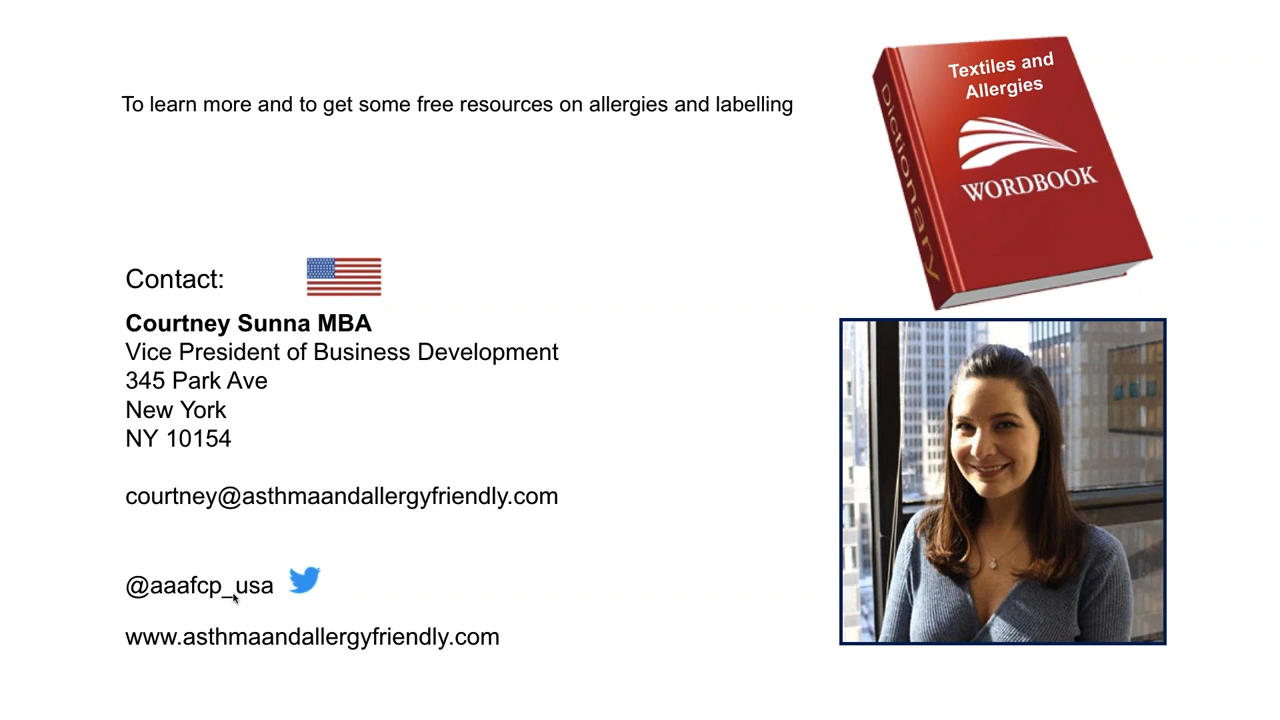 To learn more and to get some free resources on allergies and labelling
Textiles and
Allergies
WORDBOOK
Dictionary
Contact:
Courtney Sunna MBA
Vice President of Business Development
345 Park Ave
New York
NY 10154
courtney@asthmaandallergyfriendly.com
@aaafcp_usa
www.asthmaandallergyfriendly.com